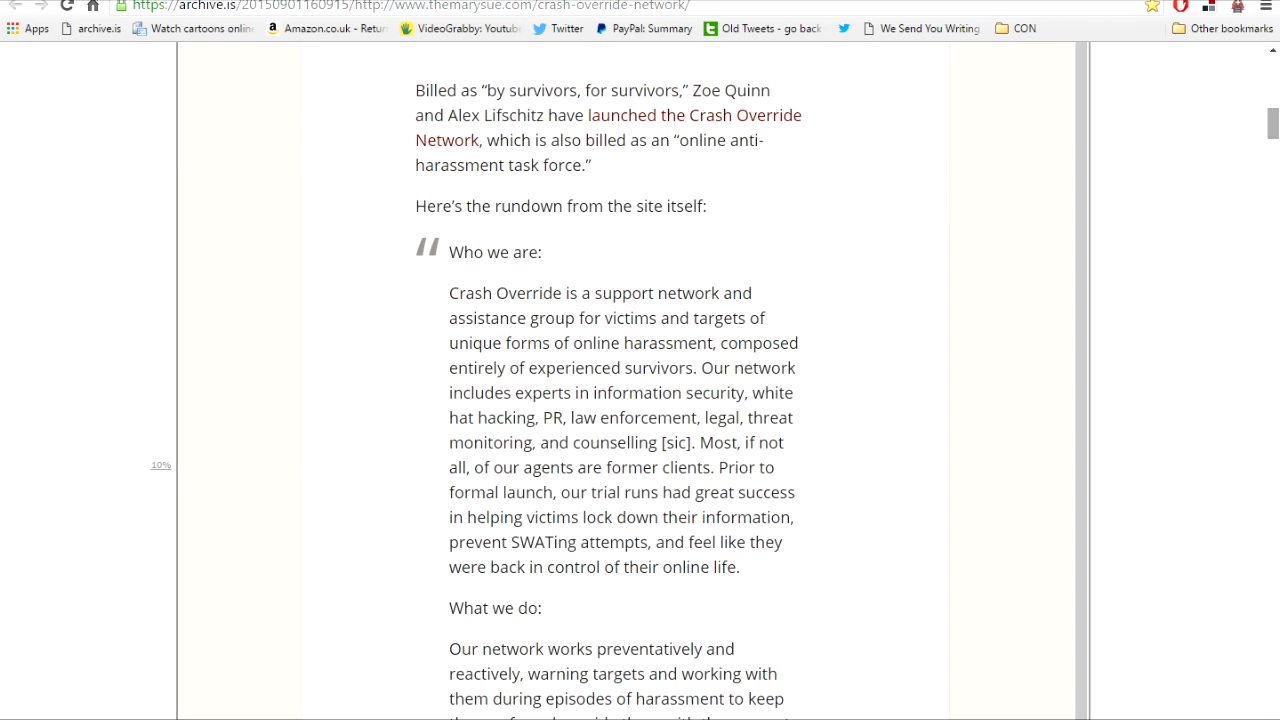 https://archive.is/20150901160915/http://www.themarysue.com/crash-override-network/
Apps archive.is Watch cartoons onlin Amazon.co.uk - Retur VideoGrabby: Youtub Twitter PayPal: Summary Old Tweets - go back We Send You Writing CON Other bookmarks
Billed as “by survivors, for survivors,” Zoe Quinn
and Alex Lifschitz have launched the Crash Override
Network, which is also billed as an “online anti-
harassment task force.”
Here’s the rundown from the site itself:
“ Who we are:
Crash Override is a support network and
assistance group for victims and targets of
unique forms of online harassment, composed
entirely of experienced survivors. Our network
includes experts in information security, white
hat hacking, PR, law enforcement, legal, threat
monitoring, and counselling [sic]. Most, if not
10%
all, of our agents are former clients. Prior to
formal launch, our trial runs had great success
in helping victims lock down their information,
prevent SWATing attempts, and feel like they
were back in control of their online life.
What we do:
Our network works preventatively and
reactively, warning targets and working with
them during episodes of harassment to keep